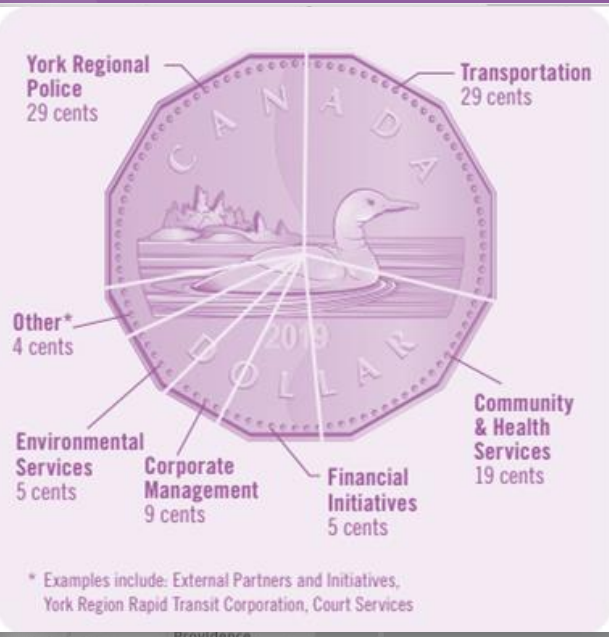 York Regional
Police
29 cents
Transportation
29 cents
CANADA
2019
DOLLAR
Other*
4 cents
Environmental
Services
5 cents
Corporate
Management
9 cents
Financial
Initiatives
5 cents
Community
& Health
Services
19 cents
* Examples include: External Partners and Initiatives,
York Region Rapid Transit Corporation, Court Services
Providence